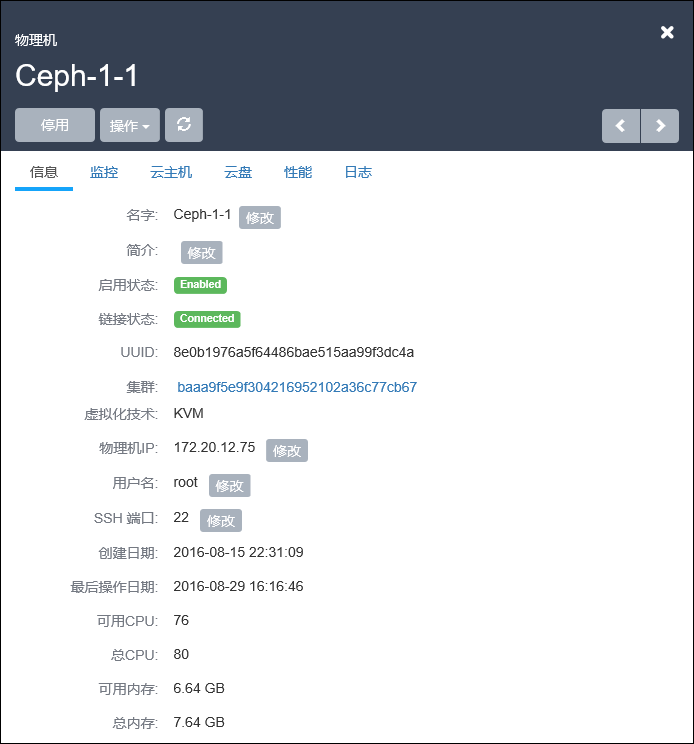 物理机
Ceph-1-1
停用 操作
信息 监控 云主机 云盘 性能 日志
名字: Ceph-1-1 修改
简介: 修改
启用状态: Enabled
链接状态: Connected
UUID: 8e0b1976a5f64486bae515aa99f3dc4a
集群: baaa9f5e9f304216952102a36c77cb67
虚拟化技术: KVM
物理机IP: 172.20.12.75 修改
用户名: root 修改
SSH 端口: 22 修改
创建日期: 2016-08-15 22:31:09
最后操作日期: 2016-08-29 16:16:46
可用CPU: 76
总CPU: 80
可用内存: 6.64 GB
总内存: 7.64 GB